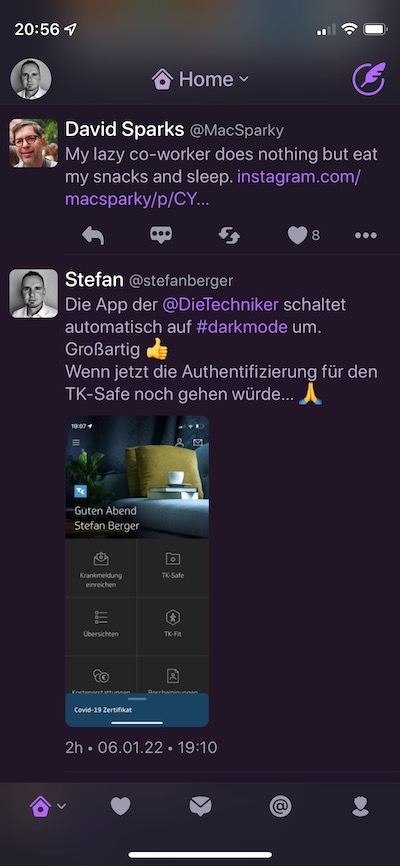 20:56
Home
David Sparks @MacSparky
My lazy co-worker does nothing but eat
my snacks and sleep. instagram.com/
macsparky/p/CY...
8
Stefan @stefanberger
Die App der @DieTechniker schaltet
automatisch auf #darkmode um.
Großartig 👍
Wenn jetzt die Authentifizierung für den
TK-Safe noch gehen würde... 🙏
19:07
TK
Guten Abend
Stefan Berger
Krankmeldung
einreichen
TK-Safe
Übersichten
TK-Fit
Kostenerstattungen
Bescheinigungen
Covid-19 Zertifikat
2h • 06.01.22 • 19:10